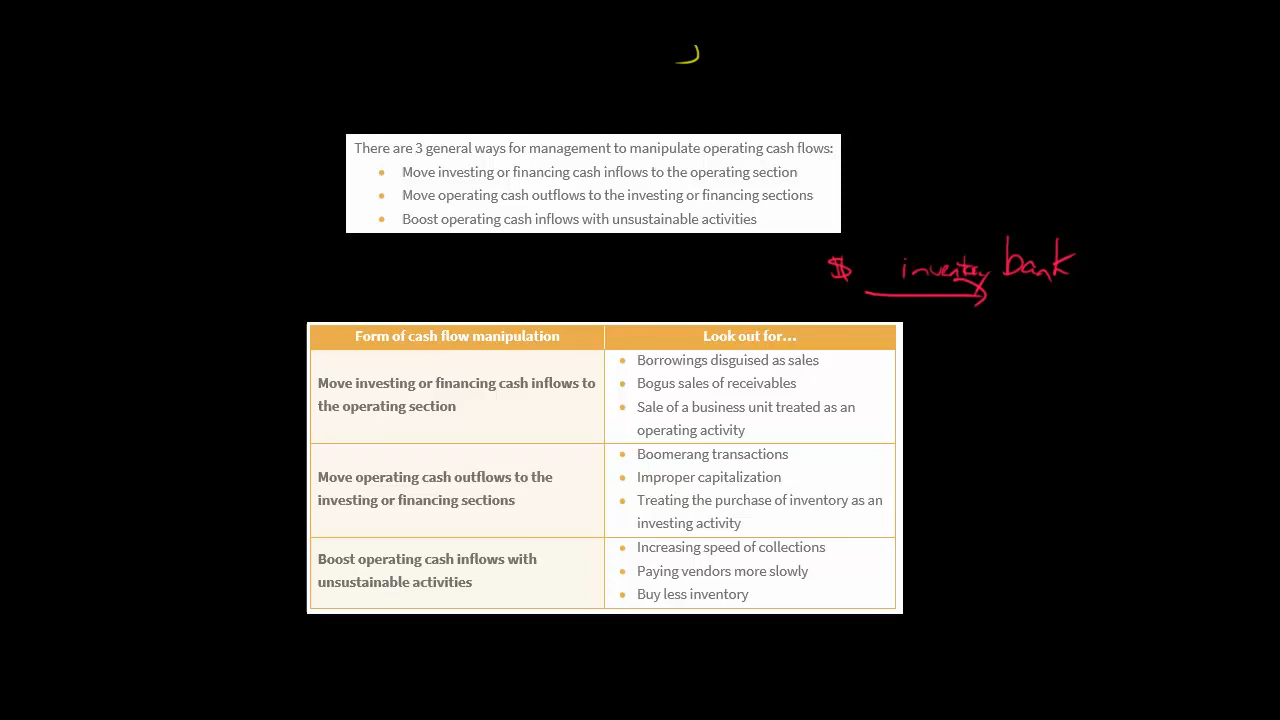 There are 3 general ways for management to manipulate operating cash flows:
• Move investing or financing cash inflows to the operating section
• Move operating cash outflows to the investing or financing sections
• Boost operating cash inflows with unsustainable activities
$ inventory bank
Form of cash flow manipulation
Look out for...
Move investing or financing cash inflows to
the operating section
• Borrowings disguised as sales
• Bogus sales of receivables
• Sale of a business unit treated as an
operating activity
Move operating cash outflows to the
investing or financing sections
• Boomerang transactions
• Improper capitalization
• Treating the purchase of inventory as an
investing activity
Boost operating cash inflows with
unsustainable activities
• Increasing speed of collections
• Paying vendors more slowly
• Buy less inventory